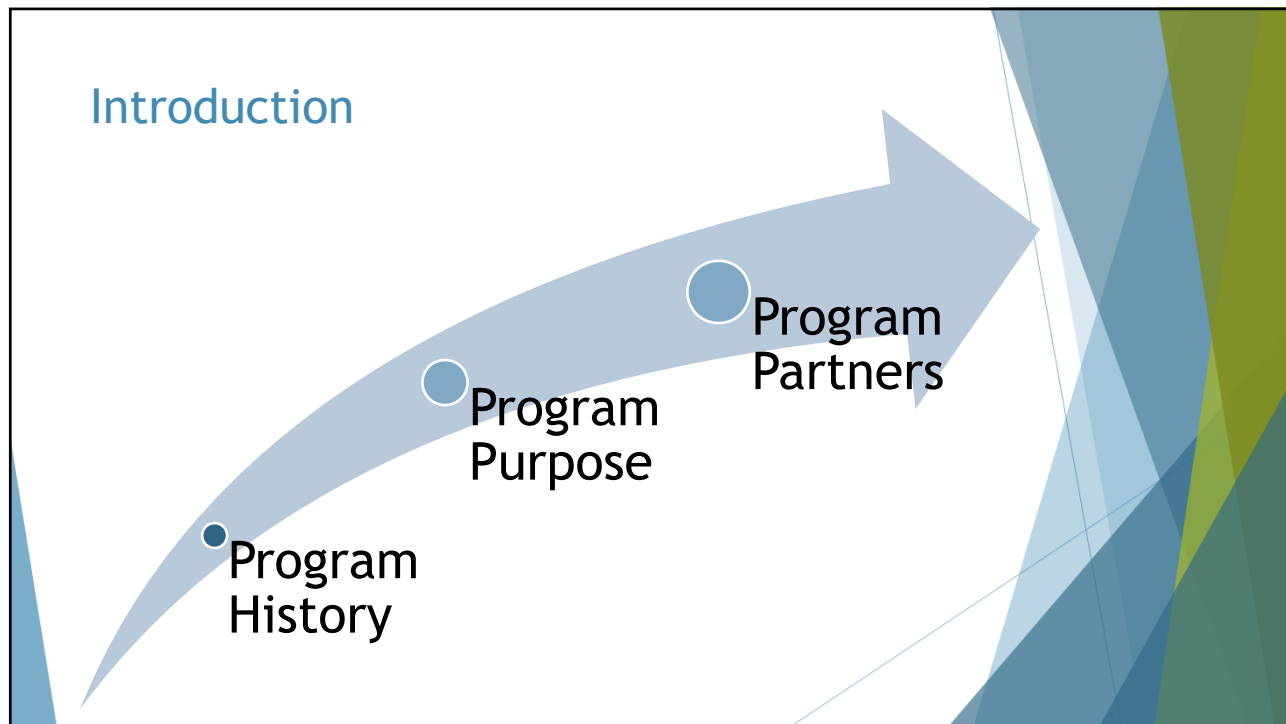 Introduction
Program
History
Program
Purpose
Program
Partners